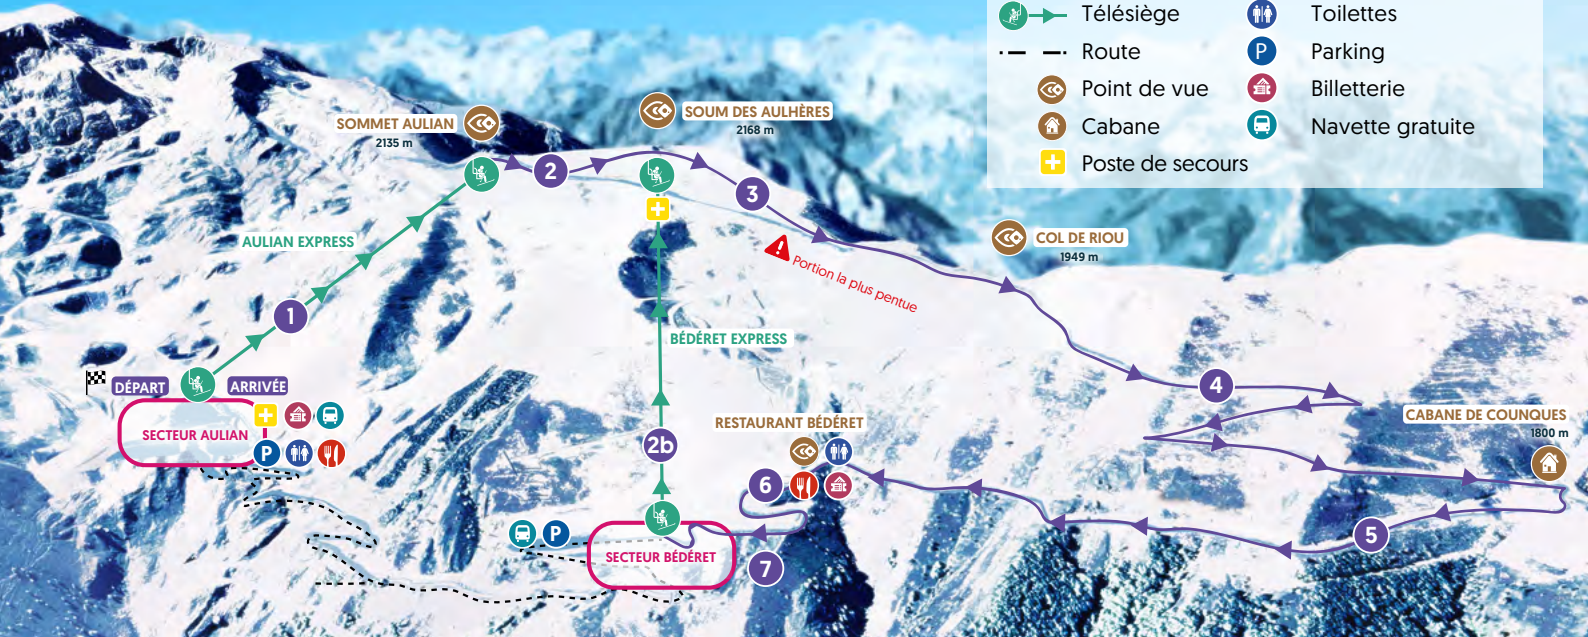 Télésiège
Toilettes
Route
P
Parking
Point de vue
Billetterie
Cabane
Navette gratuite
Poste de secours
SOMMET AULIAN
2135 m
SOUM DES AULHÈRES
2168 m
2
3
AULIAN EXPRESS
COL DE RIOU
1949 m
Portion la plus pentue
1
BÉDÉRET EXPRESS
DÉPART
ARRIVÉE
4
SECTEUR AULIAN
P
RESTAURANT BÉDÉRET
CABANE DE COUNQUES
1800 m
2b
6
5
P
SECTEUR BÉDÉRET
7